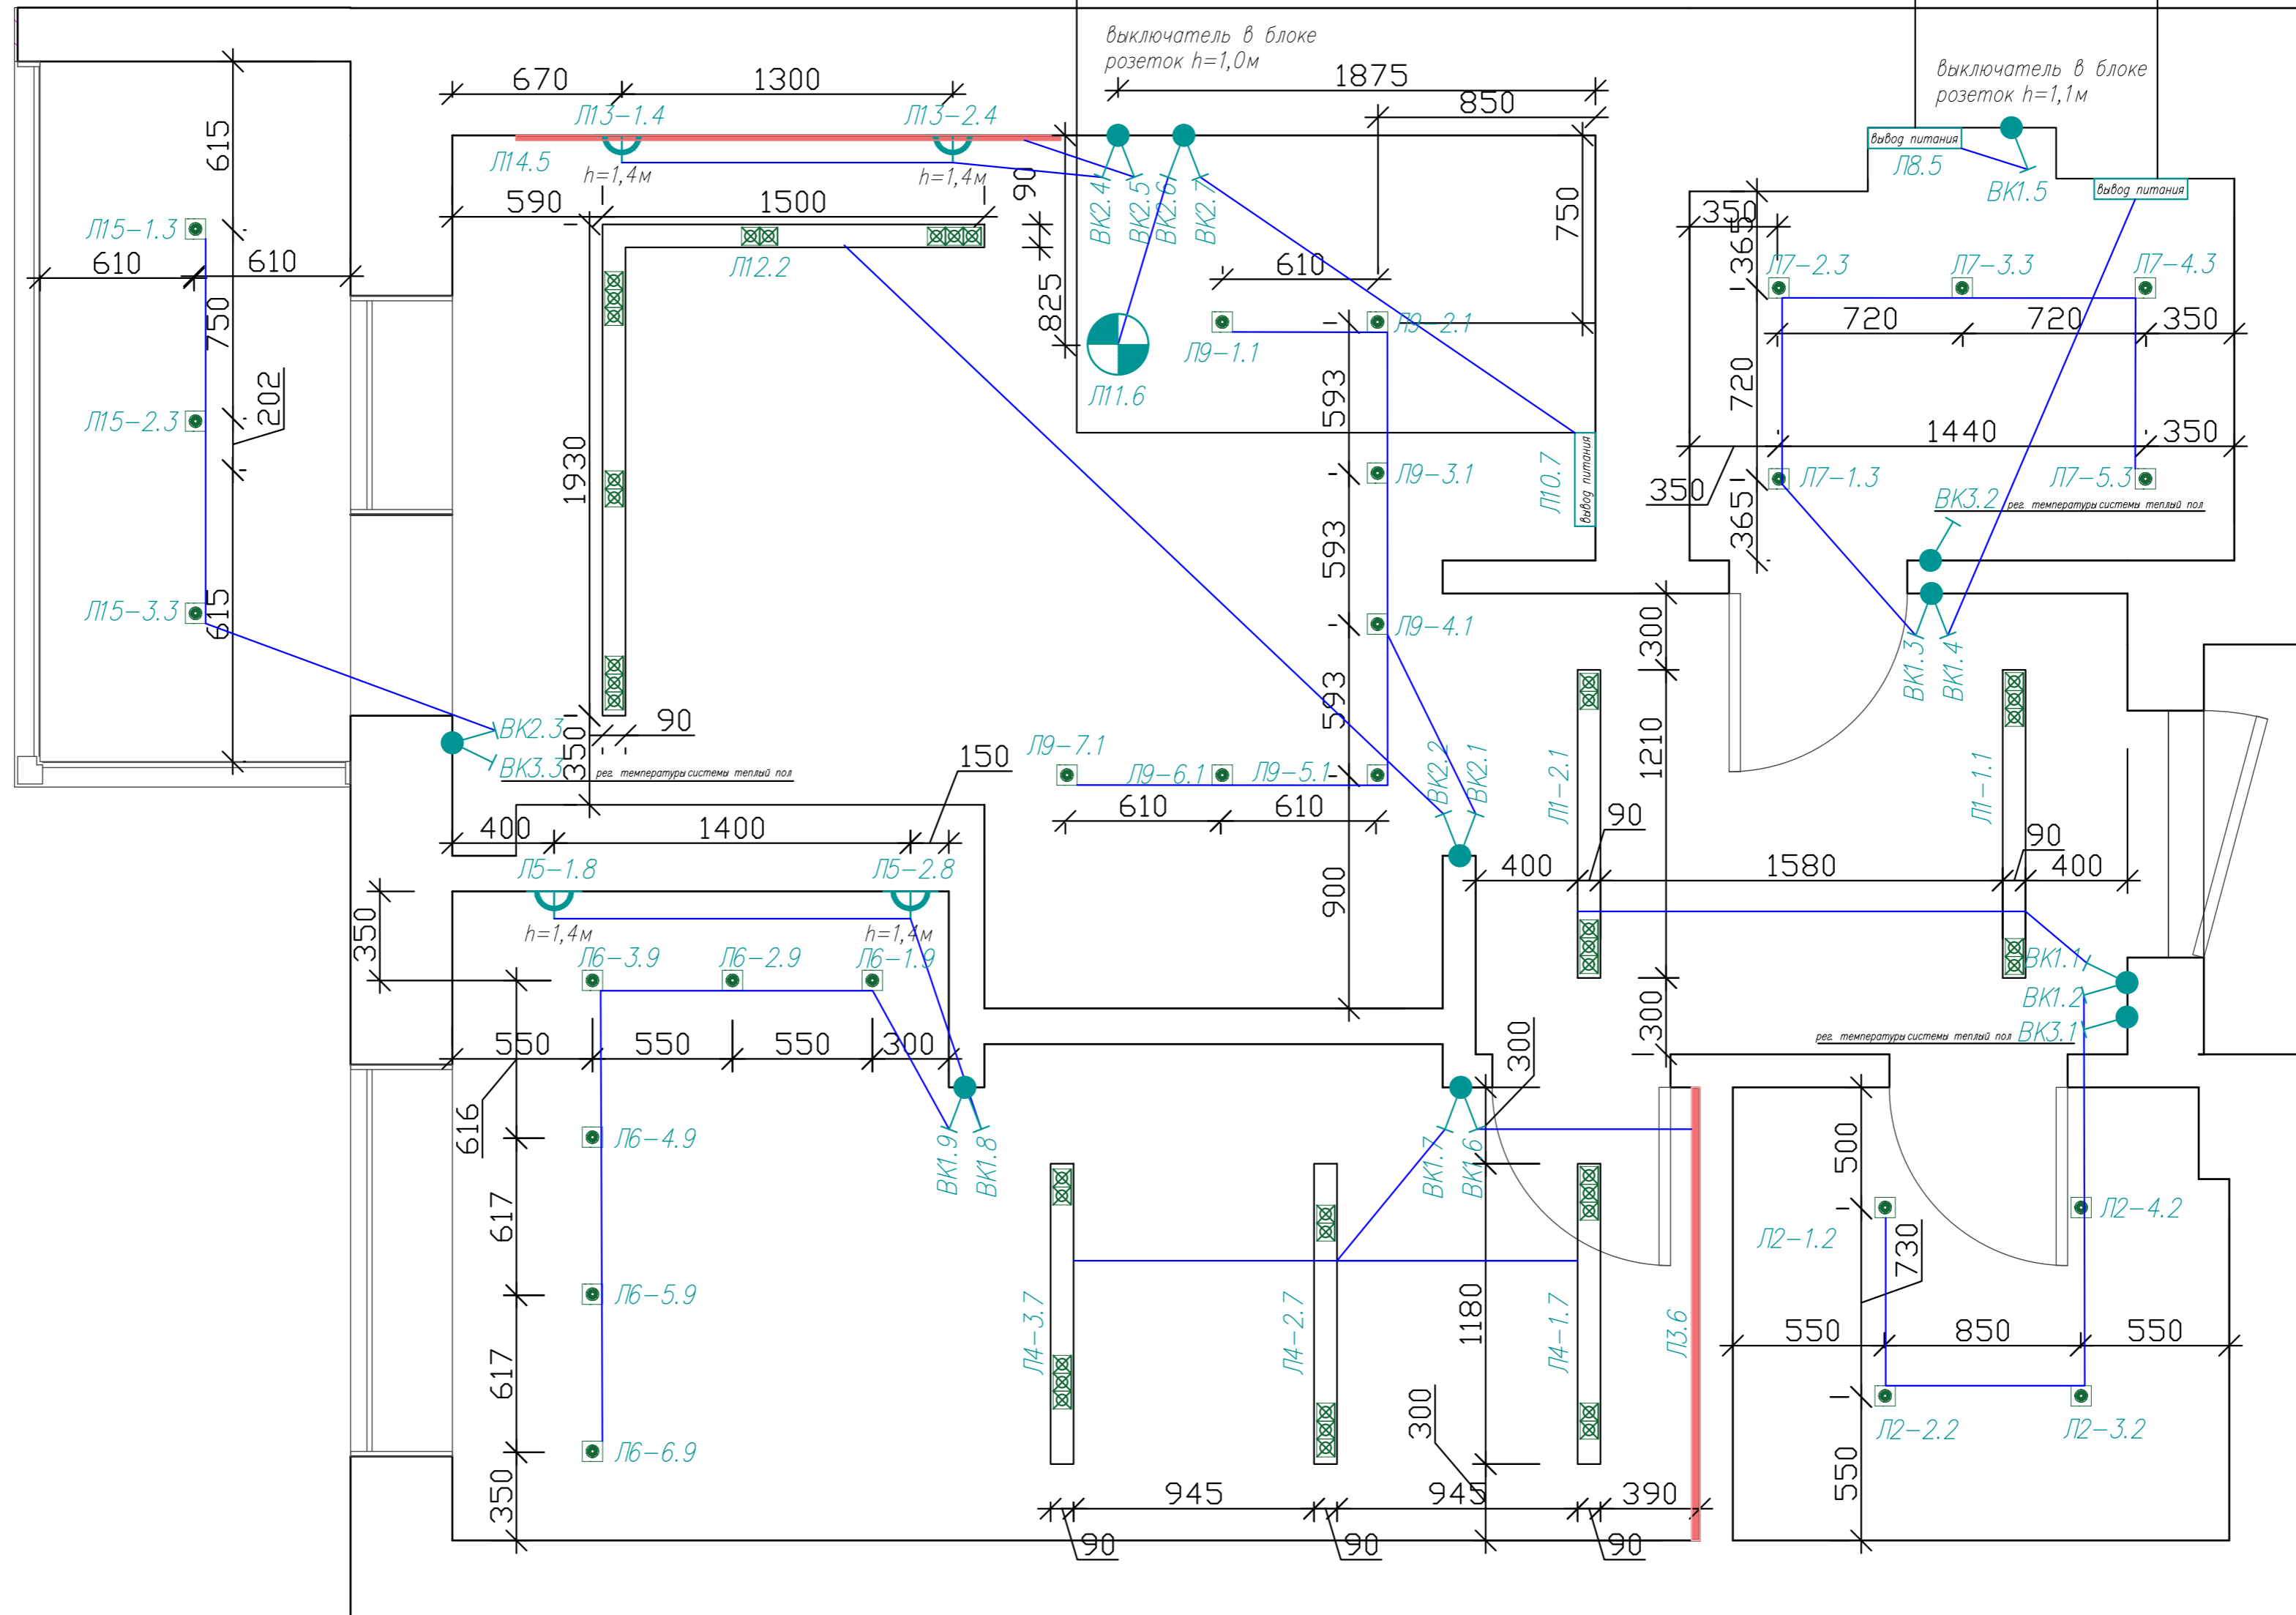 выключатель в блоке
розеток h=1,0м
выключатель в блоке
розеток h=1,1м
670
1300
1875
850
Л13-1.4
Л13-2.4
Л14.5
h=1,4м
h=1,4м
90
590
1500
615
Л15-1.3
610
610
750
202
Л15-2.3
Л15-3.3
615
Л12.2
ВК2.4
ВК2.5
ВК2.6
ВК2.7
825
750
610
Л9-1.1
Л9-2.1
Л11.6
593
Л9-3.1
593
Л9-4.1
593
Л10.7
вывод питания
вывод питания
Л8.5
ВК1.5
вывод питания
350
365
Л7-2.3
Л7-3.3
Л7-4.3
720
720
350
720
1440
350
350
Л7-1.3
Л7-5.3
365
ВК3.2
рег. температуры системы теплый пол
1930
350
90
ВК2.3
ВК3.3
рег. температуры системы теплый пол
150
Л9-7.1
Л9-6.1
Л9-5.1
610
610
900
ВК2.2
ВК2.1
Л1-2.1
300
1210
300
ВК1.3
ВК1.4
Л1-1.1
90
90
400
1580
400
ВК1.1
ВК1.2
рег. температуры системы теплый пол
ВК3.1
400
1400
Л5-1.8
Л5-2.8
h=1,4м
h=1,4м
350
Л6-3.9
Л6-2.9
Л6-1.9
550
550
550
300
616
Л6-4.9
617
Л6-5.9
617
Л6-6.9
350
ВК1.9
ВК1.8
ВК1.7
ВК1.6
300
1180
300
Л4-3.7
Л4-2.7
Л4-1.7
Л3.6
945
945
390
90
90
90
500
Л2-1.2
730
Л2-4.2
550
850
550
Л2-2.2
Л2-3.2
550